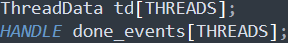 ThreadData td[THREADS];
HANDLE done_events[THREADS];